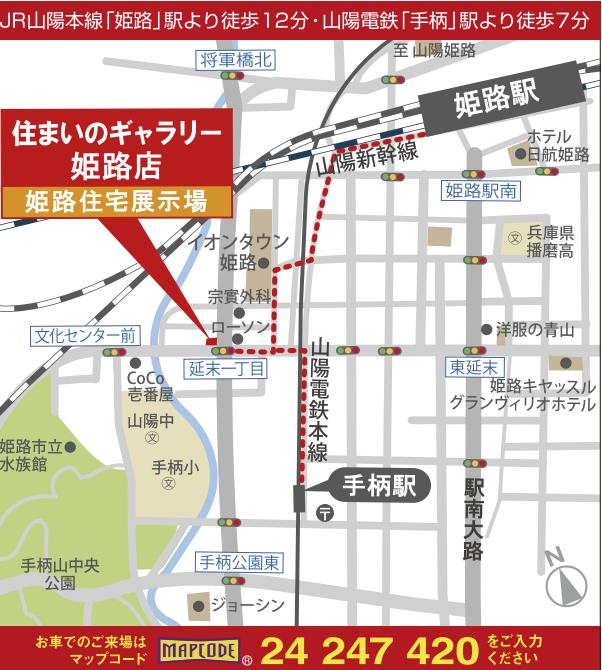 JR山陽本線「姫路」駅より徒歩12分・山陽電鉄「手柄」駅より徒歩7分
至 山陽姫路
将軍橋北
姫路駅
住まいのギャラリー
姫路店
姫路住宅展示場
山陽新幹線
ホテル
日航姫路
姫路駅南
イオンタウン
姫路
文
兵庫県
播磨高
宗實外科
ローソン
文化センター前
洋服の青山
延末一丁目
東延末
CoCo
壱番屋
山陽電鉄本線
姫路キャッスル
グランヴィリオホテル
山陽中
文
姫路市立
水族館
手柄小
文
手柄駅
〒
駅南大路
手柄山中央
公園
手柄公園東
N
ジョーシン
お車でのご来場は
マップコード
MAPCODE®
24 247 420
をご入力
ください